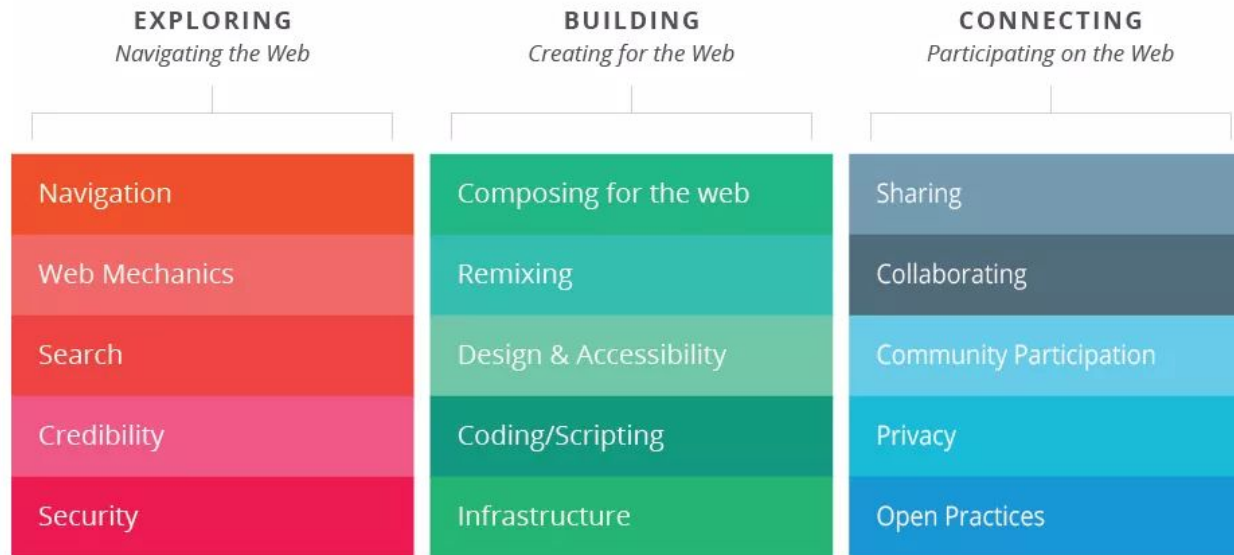 EXPLORING
Navigating the Web
Navigation
Web Mechanics
Search
Credibility
Security
BUILDING
Creating for the Web
Composing for the web
Remixing
Design & Accessibility
Coding/Scripting
Infrastructure
CONNECTING
Participating on the Web
Sharing
Collaborating
Community Participation
Privacy
Open Practices